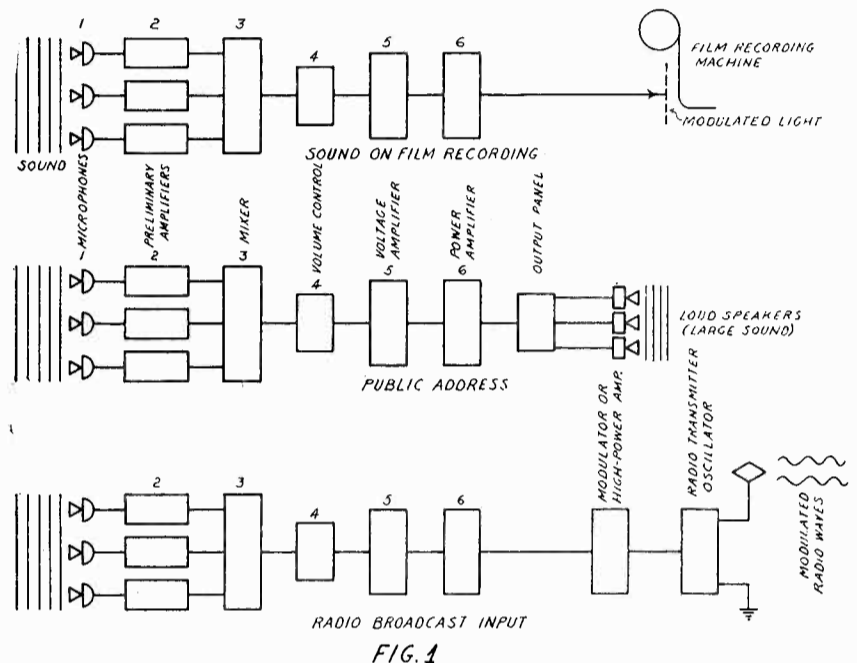 1 2 3 4 5 6
FILM RECORDING
MACHINE
MODULATED LIGHT
SOUND
SOUND ON FILM RECORDING
1 MICROPHONES
PRELIMINARY
AMPLIFIERS
MIXER
VOLUME CONTROL
VOLTAGE
AMPLIFIER
POWER
AMPLIFIER
OUTPUT PANEL
2 3 4 5 6
LOUD SPEAKERS
(LARGE SOUND)
PUBLIC ADDRESS
MODULATOR OR
HIGH-POWER AMP.
RADIO TRANSMITTER
OSCILLATOR
2 3 4 5 6
MODULATED
RADIO WAVES
RADIO BROADCAST INPUT
FIG. 1